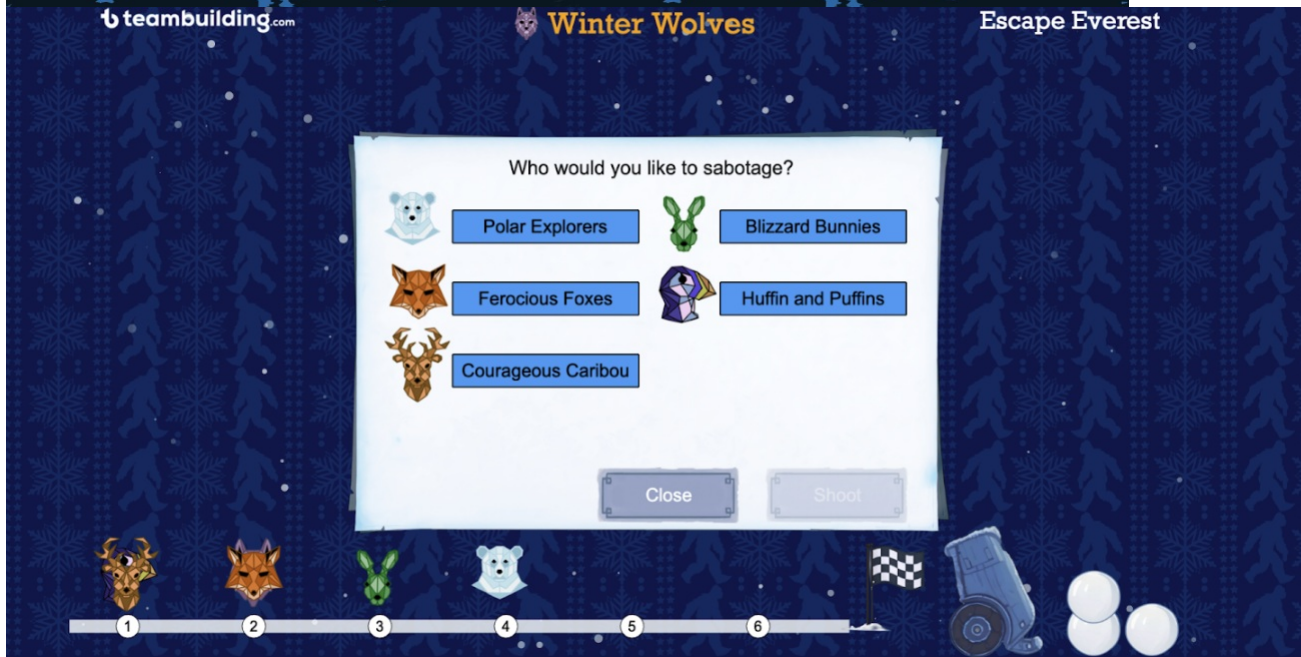 teambuilding.com
Winter Wolves
Escape Everest
Who would you like to sabotage?
Polar Explorers
Blizzard Bunnies
Ferocious Foxes
Huffin and Puffins
Courageous Caribou
Close
Shoot
1 2 3 4 5 6